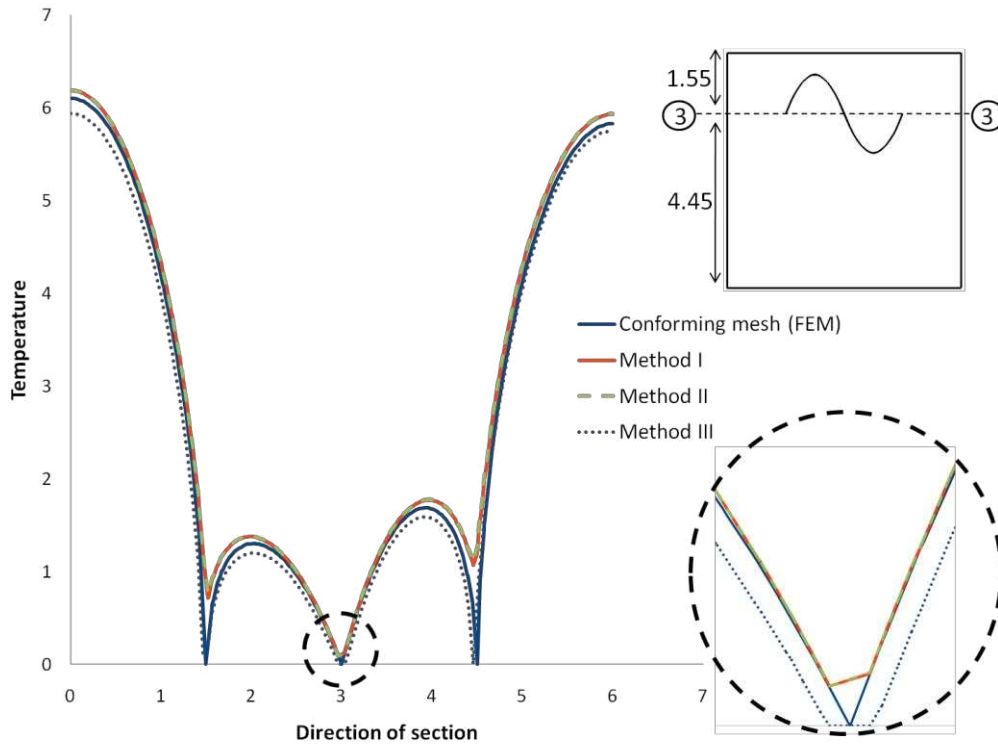 7
6
5
4
3
2
1
0
Temperature
0 1 2 3 4 5 6 7
Direction of section
1.55
3 3
4.45
Conforming mesh (FEM)
Method I
Method II
Method III